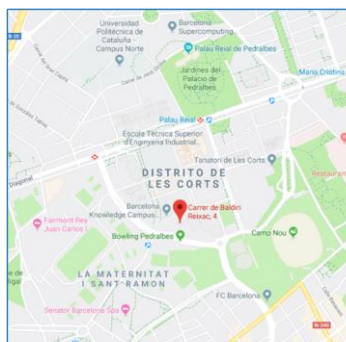 Universidad
Politécnica de
Cataluña
Campus Norte
Barcelona
Supercomputing
Palau Reial de Pedralbes
Jardines del
Palacio de
Pedralbes
Maria Cristina
Palau Reial
Escola Tècnica Superior
d'Enginyeria Industrial...
Tanatori de Les Corts
Diagonal
DISTRITO DE
LES CORTS
Restauran
Barcelona
Knowledge Campus
Carrer de Baldiri
Reixac, 4
Fairmont Rey
Juan Carlos I
Bowling Pedralbes
Camp Nou
LA MATERNITAT
I SANT RAMON
FC Barcelona
Senator Barcelona Spa